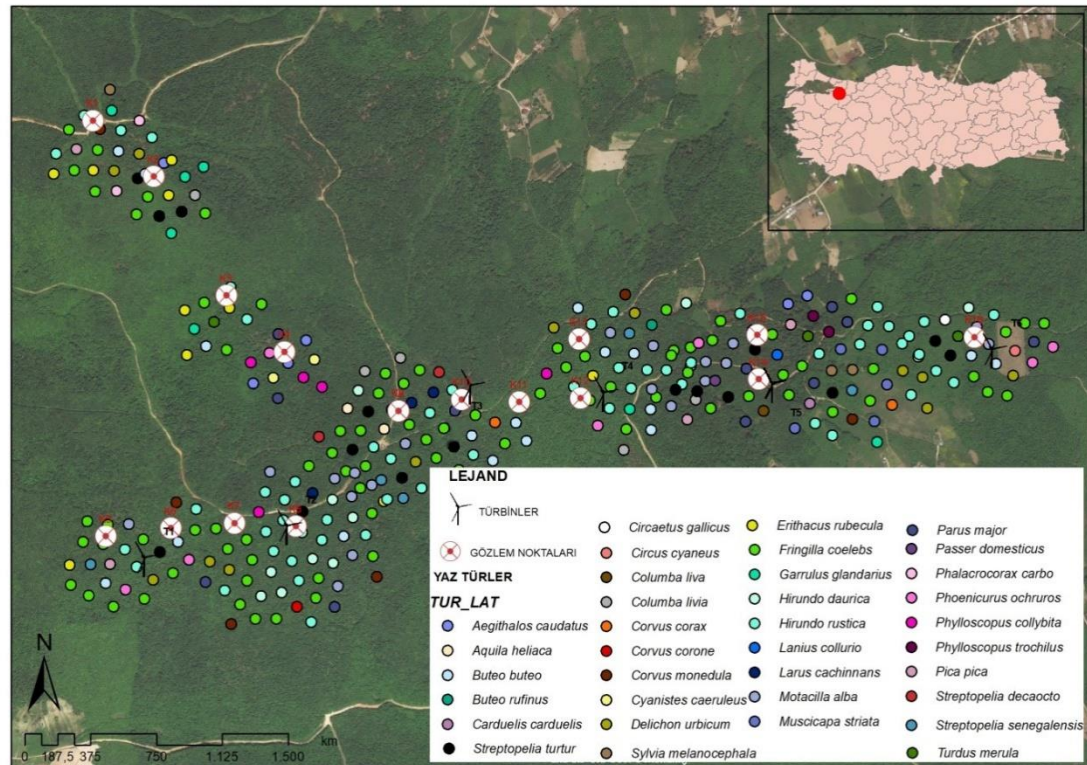 T1
T2
T3
T4
T5
T6
LEJAND
TÜRBİNLER
GÖZLEM NOKTALARI
YAZ TÜRLER
TUR_LAT
Aegithalos caudatus
Aquila heliaca
Buteo buteo
Buteo rufinus
Carduelis carduelis
Streptopelia turtur
Circaetus gallicus
Circus cyaneus
Columba liva
Columba livia
Corvus corax
Corvus corone
Corvus monedula
Cyanistes caeruleus
Delichon urbicum
Sylvia melanocephala
Erithacus rubecula
Fringilla coelebs
Garrulus glandarius
Hirundo daurica
Hirundo rustica
Lanius collurio
Larus cachinnans
Motacilla alba
Muscicapa striata
Parus major
Passer domesticus
Phalacrocorax carbo
Phoenicurus ochruros
Phylloscopus collybita
Phylloscopus trochilus
Pica pica
Streptopelia decaocto
Streptopelia senegalensis
Turdus merula
N
km
0 187,5 375 750 1.125 1.500